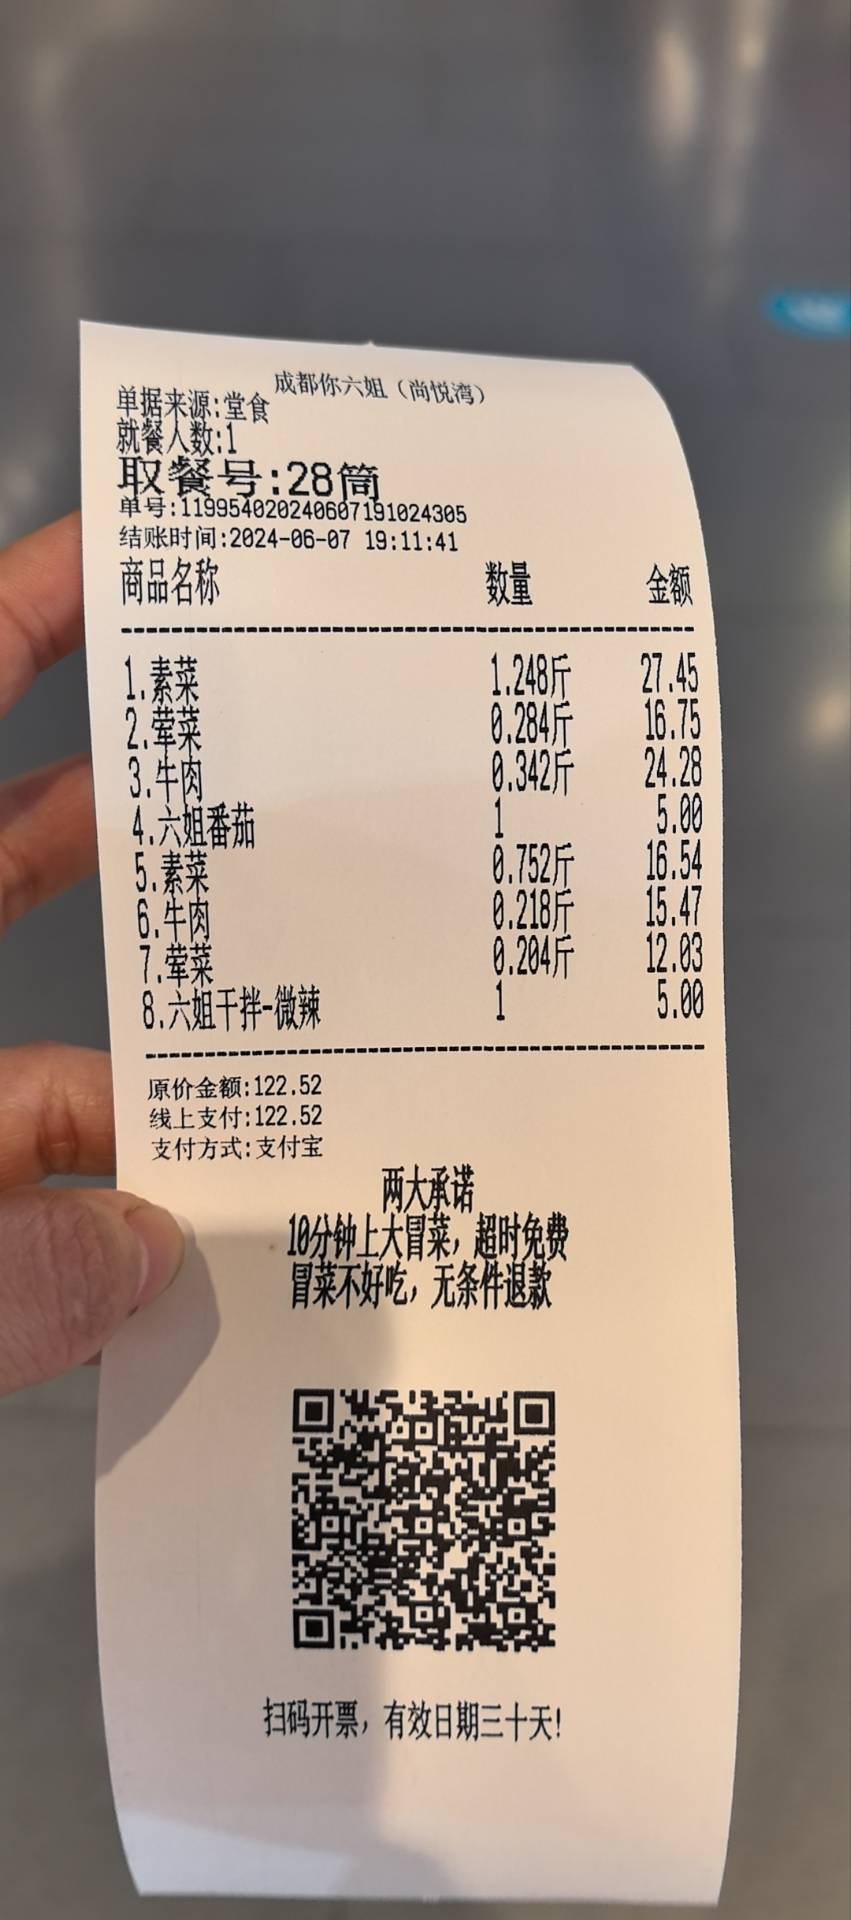 成都你六姐（尚悦湾）
单据来源:堂食
就餐人数:1
取餐号:28筒
单号:119954020240607191024305
结账时间:2024-06-07 19:11:41
商品名称 数量 金额
1.素菜 1.248斤 27.45
2.荤菜 0.284斤 16.75
3.牛肉 0.342斤 24.28
4.六姐番茄 1 5.00
5.素菜 0.752斤 16.54
6.牛肉 0.218斤 15.47
7.荤菜 0.204斤 12.03
8.六姐干拌-微辣 1 5.00
原价金额:122.52
线上支付:122.52
支付方式:支付宝
两大承诺
10分钟上大冒菜，超时免费
冒菜不好吃，无条件退款
扫码开票，有效日期三十天!